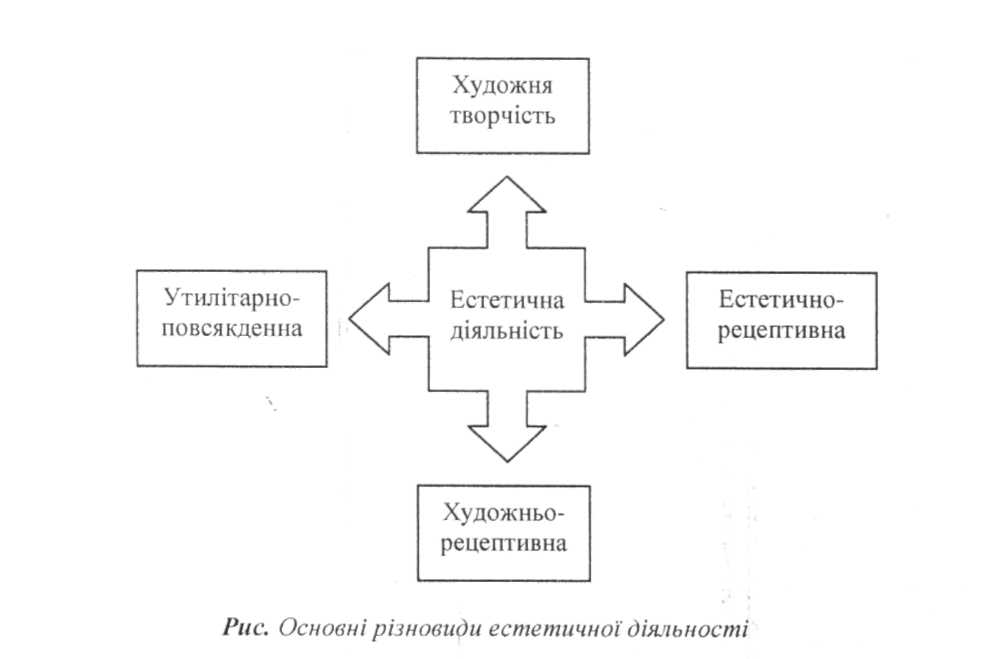 Художня
творчість
Утилітарно-
повсякденна
Естетична
діяльність
Естетично-
рецептивна
Художньо-
рецептивна
Рис. Основні різновиди естетичної діяльності